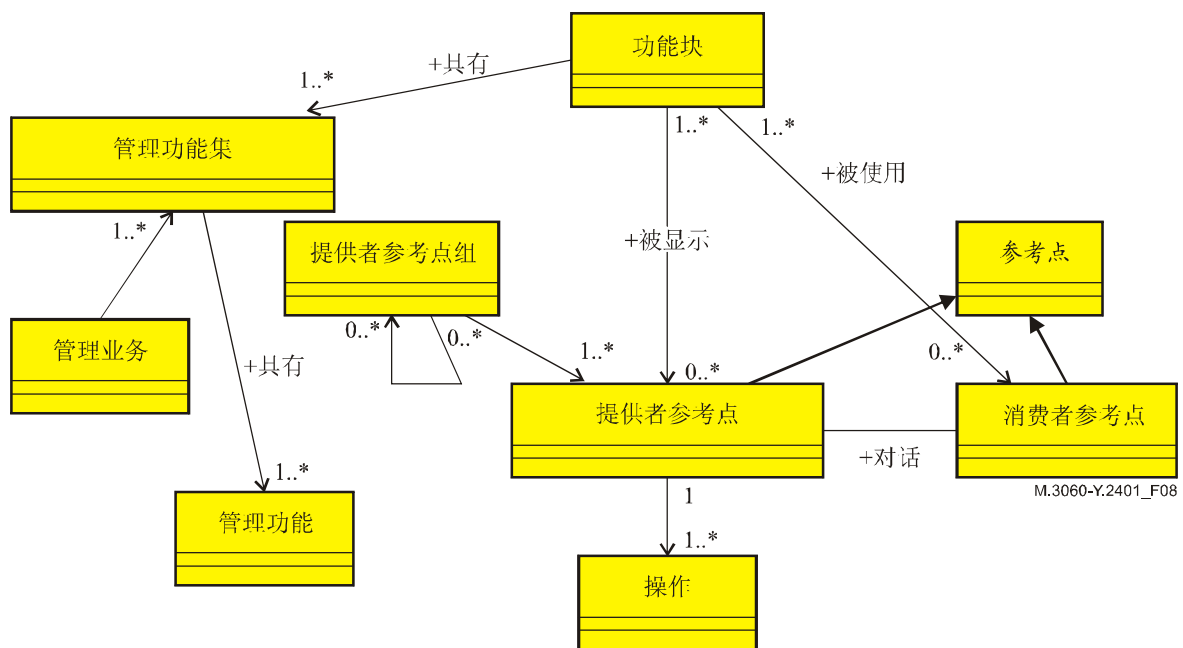 功能块
+共有
1..*
管理功能集
1..*
1..*
+被使用
1..*
提供者参考点组
+被显示
参考点
管理业务
0..*
0..*
+共有
1..*
0..*
0..*
提供者参考点
消费者参考点
+对话
1..*
1
M.3060-Y.2401_F08
管理功能
1..*
操作